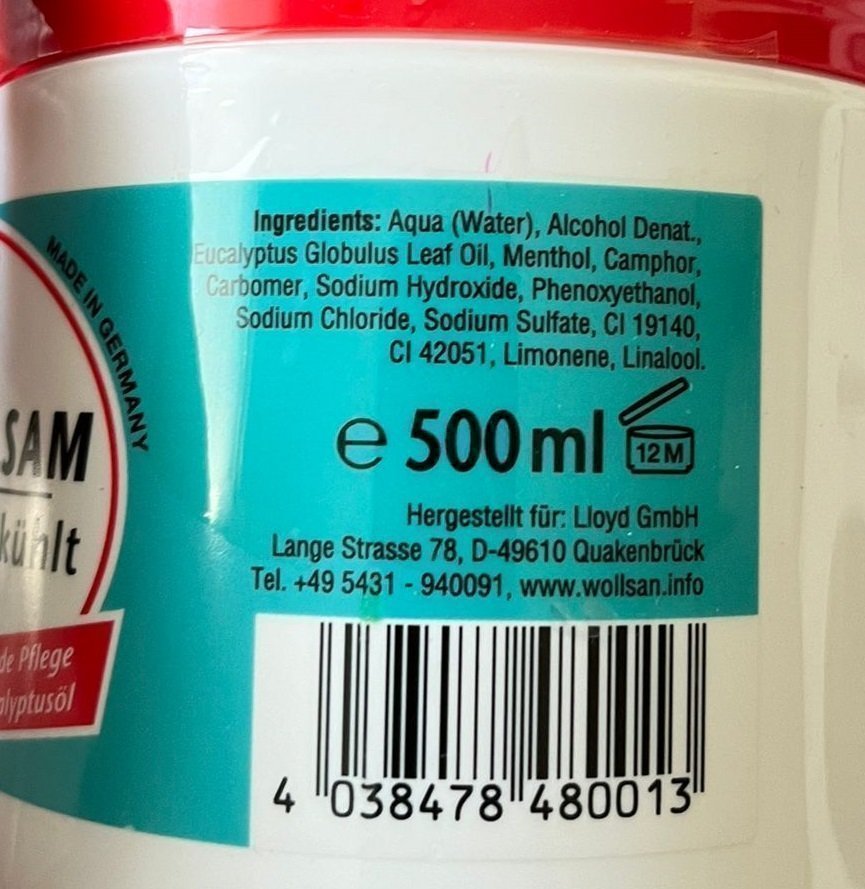 MADE IN GERMANY
SAM
kühlt
de Pflege
Ingredients: Aqua (Water), Alcohol Denat.,
Eucalyptus Globulus Leaf Oil, Menthol, Camphor,
Carbomer, Sodium Hydroxide, Phenoxyethanol,
Sodium Chloride, Sodium Sulfate, CI 19140,
CI 42051, Limonene, Linalool.
e 500 ml 12 M
Hergestellt für: Lloyd GmbH
Lange Strasse 78, D-49610 Quakenbrück
Tel. +49 5431 - 940091, www.wollsan.info
4 038478 480013